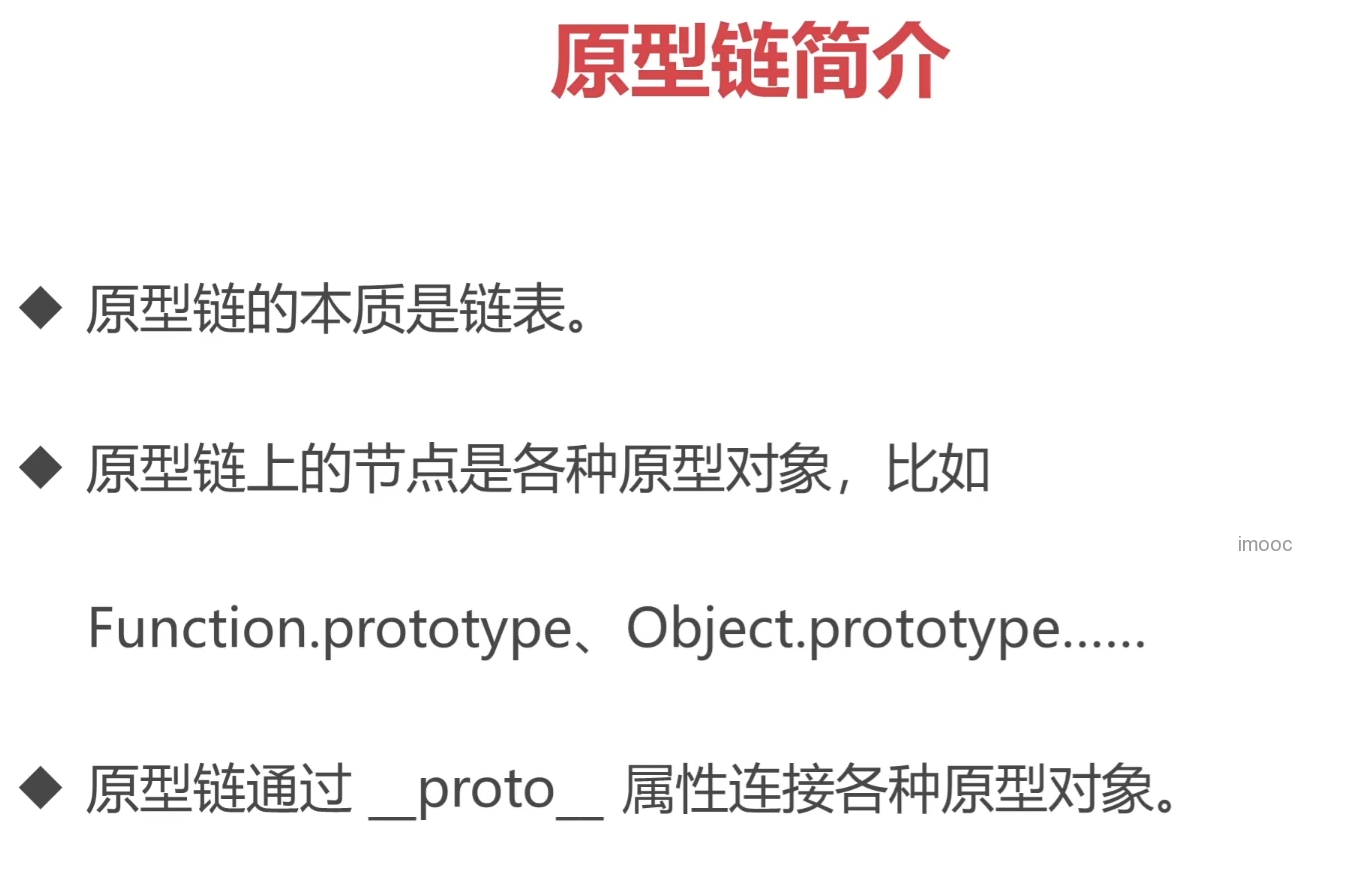 原型链简介
◆ 原型链的本质是链表。
◆ 原型链上的节点是各种原型对象，比如
imooc
Function.prototype、Object.prototype……
◆ 原型链通过 __proto__ 属性连接各种原型对象。